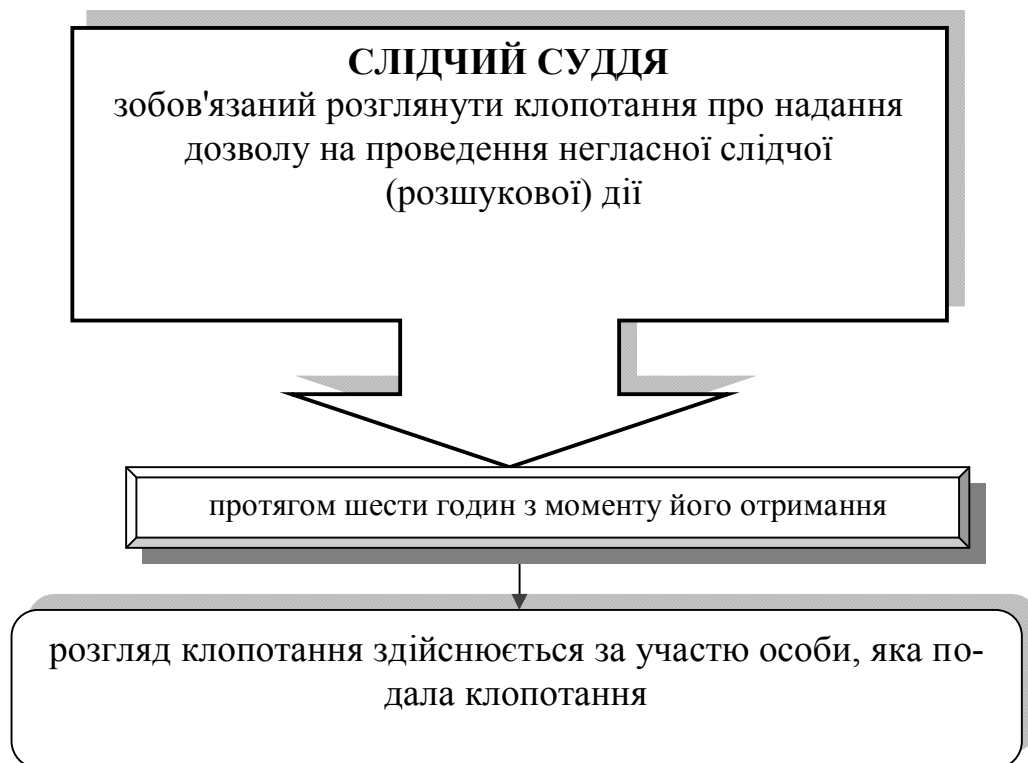 СЛІДЧИЙ СУДДЯ
зобов'язаний розглянути клопотання про надання
дозволу на проведення негласної слідчої
(розшукової) дії
протягом шести годин з моменту його отримання
розгляд клопотання здійснюється за участю особи, яка по-
дала клопотання